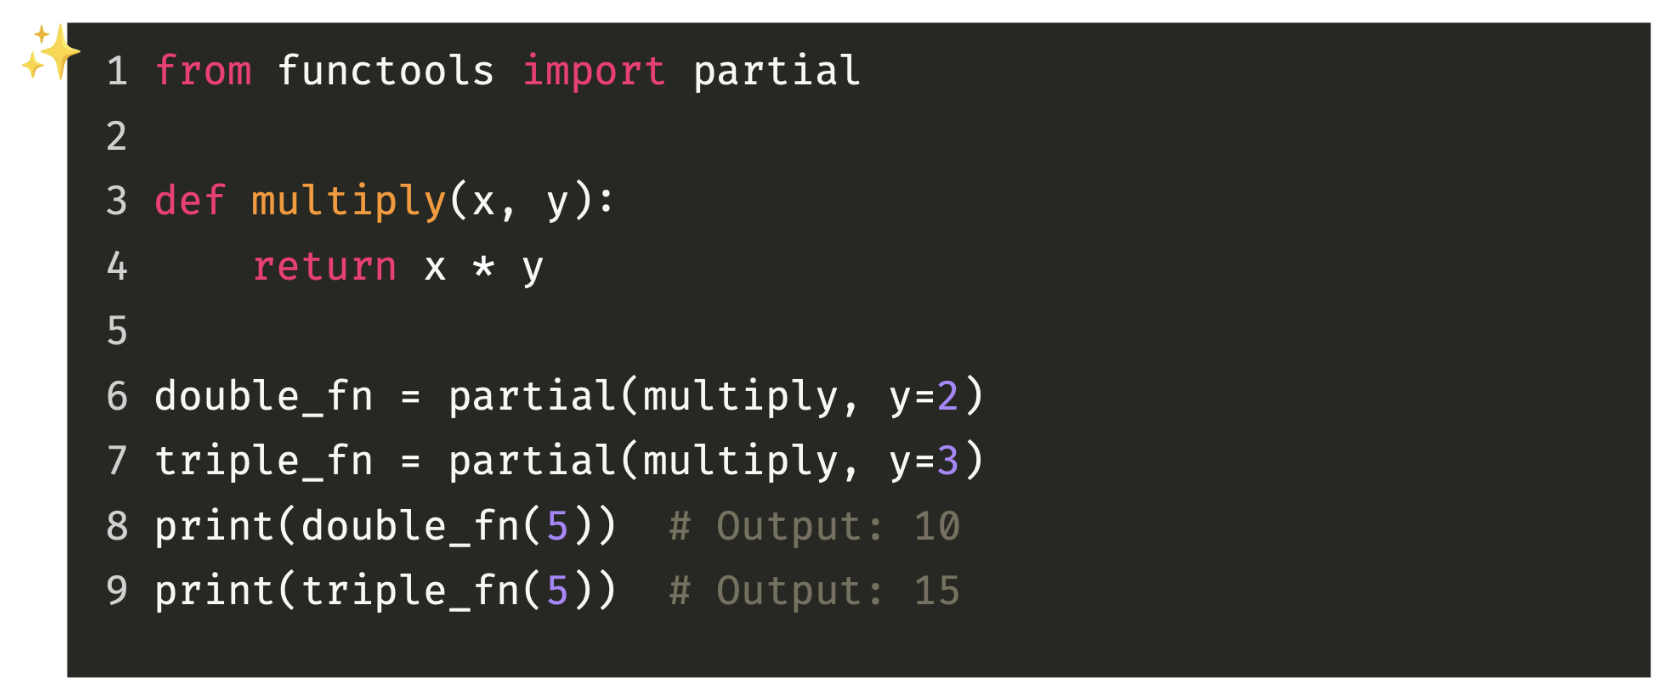 1 from functools import partial
2
3 def multiply(x, y):
4     return x * y
5
6 double_fn = partial(multiply, y=2)
7 triple_fn = partial(multiply, y=3)
8 print(double_fn(5))  # Output: 10
9 print(triple_fn(5))  # Output: 15